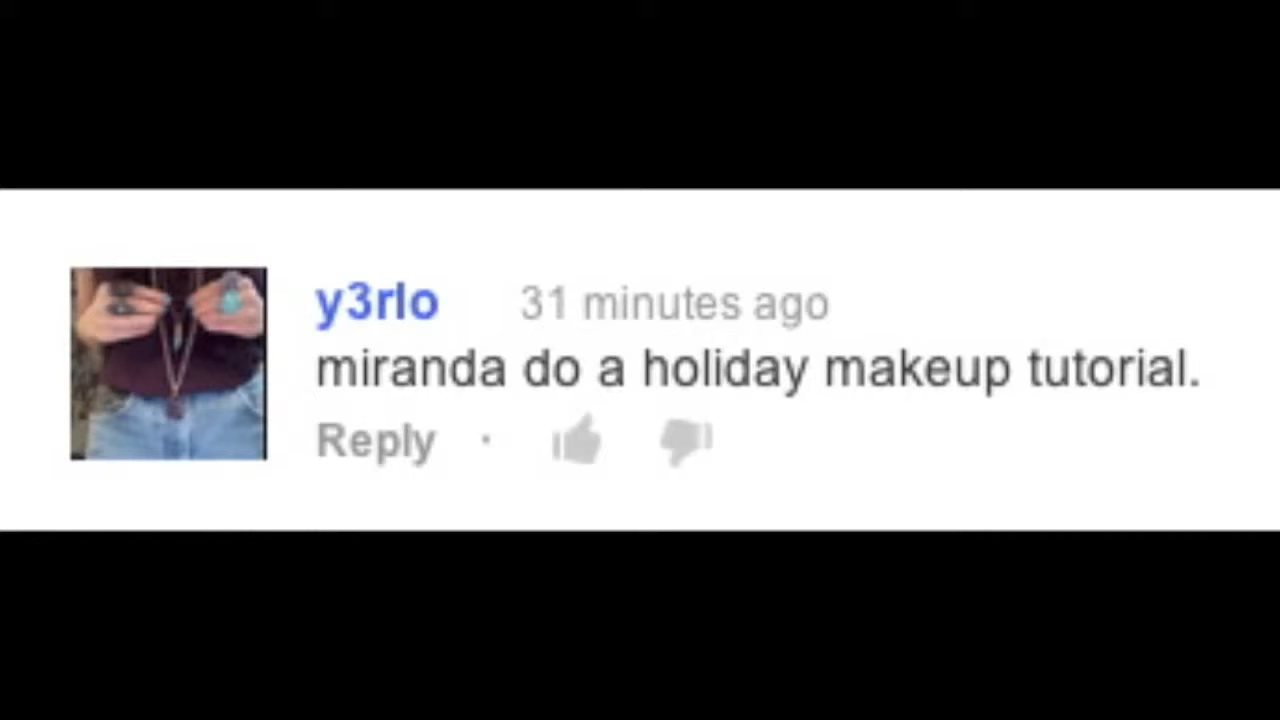 y3rlo 31 minutes ago
miranda do a holiday makeup tutorial.
Reply ·